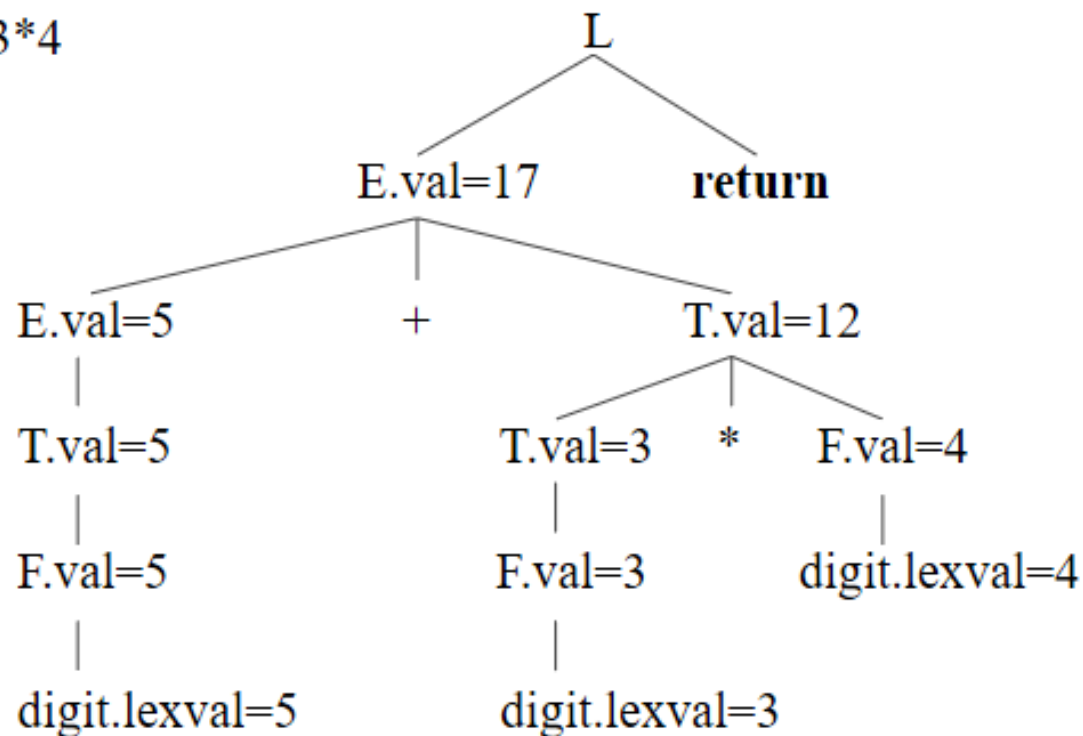 3*4
L
E.val=17 return
E.val=5 + T.val=12
T.val=5 T.val=3 * F.val=4
F.val=5 F.val=3 digit.lexval=4
digit.lexval=5 digit.lexval=3